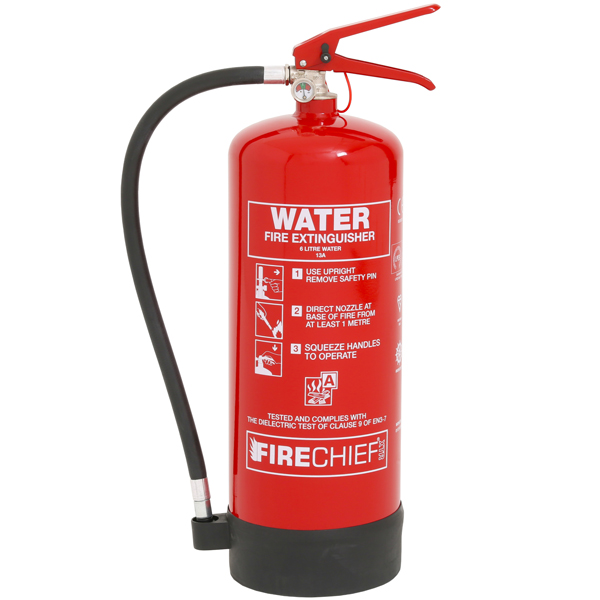 WATER
FIRE EXTINGUISHER
6 LITRE WATER
13A
1 USE UPRIGHT
REMOVE SAFETY PIN
2 DIRECT NOZZLE AT
BASE OF FIRE FROM
AT LEAST 1 METRE
3 SQUEEZE HANDLES
TO OPERATE
A
TESTED AND COMPLIES WITH
THE DIELECTRIC TEST OF CLAUSE 9 OF EN3-7
FIRECHIEF